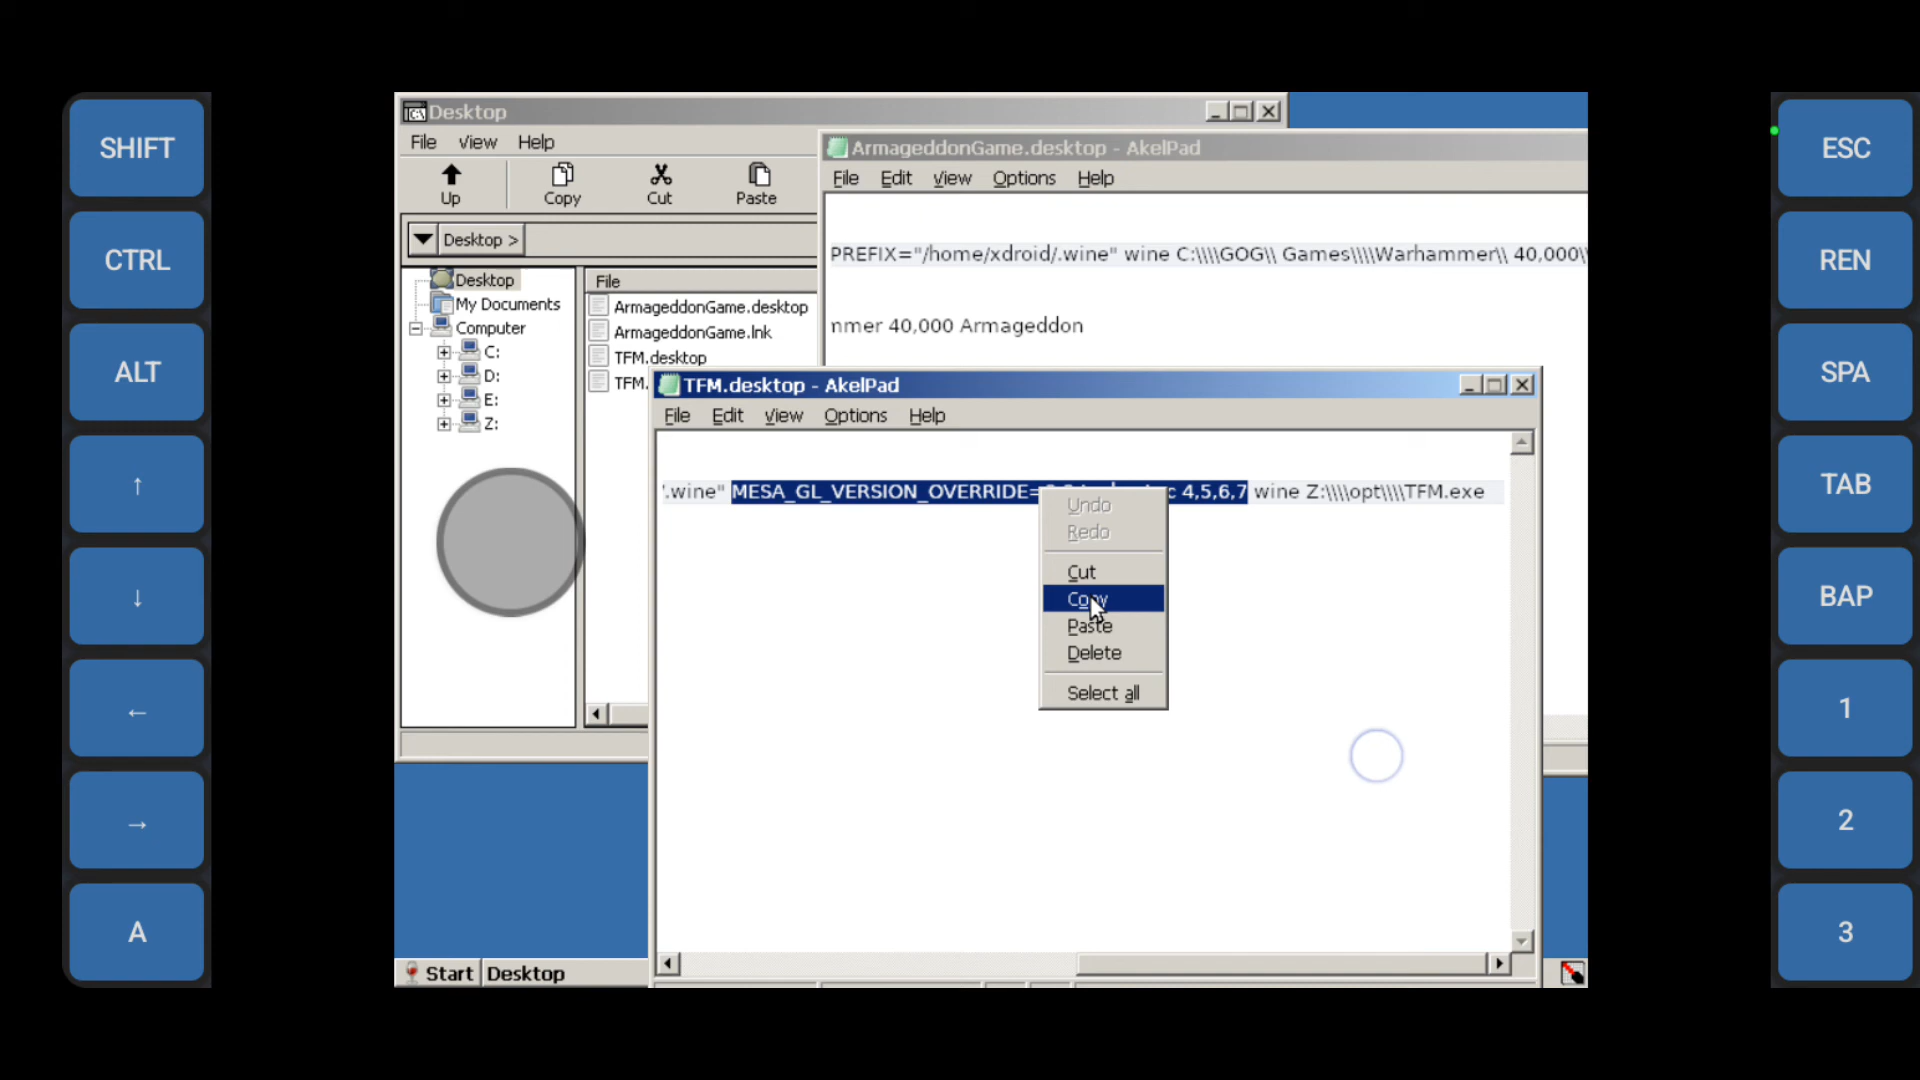 SHIFT
CTRL
ALT
↑
↓
←
→
A
Desktop
File View Help
Up Copy Cut Paste
Desktop >
Desktop
My Documents
Computer
C:
D:
E:
Z:
File
ArmageddonGame.desktop
ArmageddonGame.lnk
TFM.desktop
TFM.
ArmageddonGame.desktop - AkelPad
File Edit View Options Help
PREFIX="/home/xdroid/.wine" wine C:\\\\GOG\\ Games\\\\Warhammer\\ 40,000\\
nmer 40,000 Armageddon
TFM.desktop - AkelPad
File Edit View Options Help
.wine" MESA_GL_VERSION_OVERRIDE= c 4,5,6,7 wine Z:\\\\opt\\\\TFM.exe
Undo
Redo
Cut
Copy
Paste
Delete
Select all
Start Desktop
ESC
REN
SPA
TAB
BAP
1
2
3